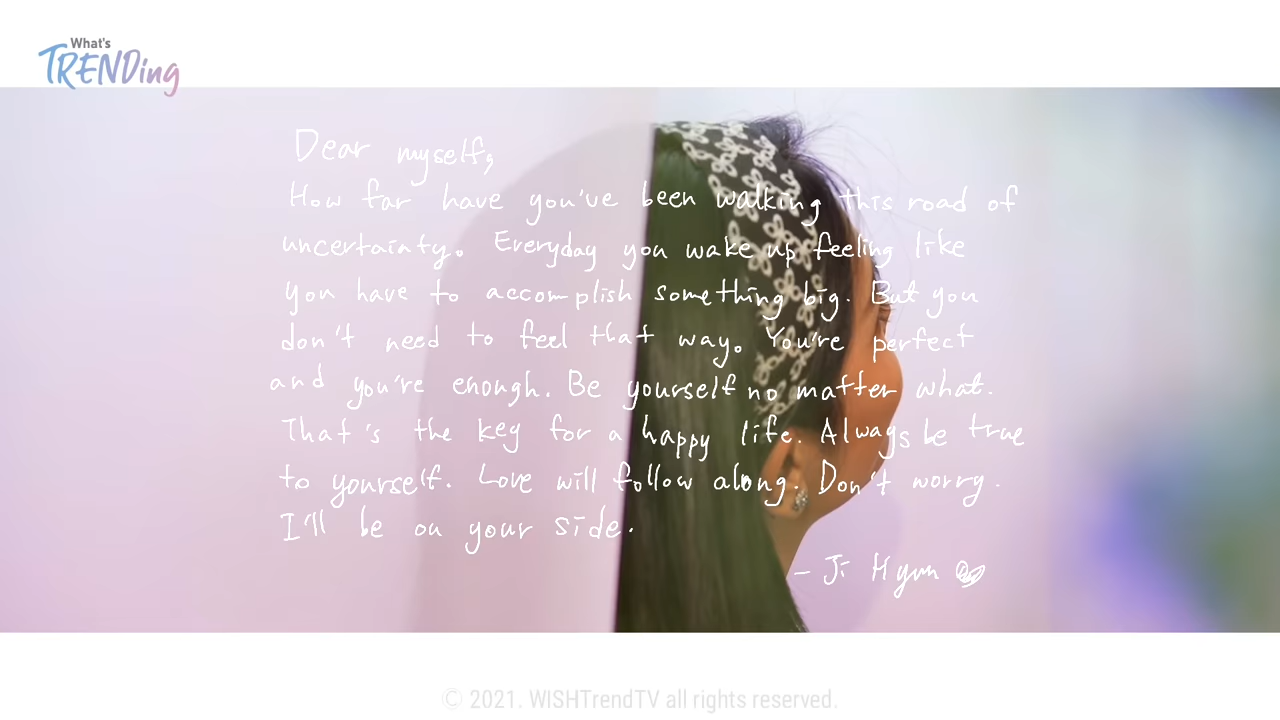 What's
TRENDing
Dear myself,
How far have you've been walking this road of
uncertainty. Everyday you wake up feeling like
you have to accomplish something big. But you
don't need to feel that way. You're perfect
and you're enough. Be yourself no matter what.
That's the key for a happy life. Always be true
to yourself. Love will follow along. Don't worry.
I'll be on your side.
- Ji Hyun
© 2021. WISHTrendTV all rights reserved.